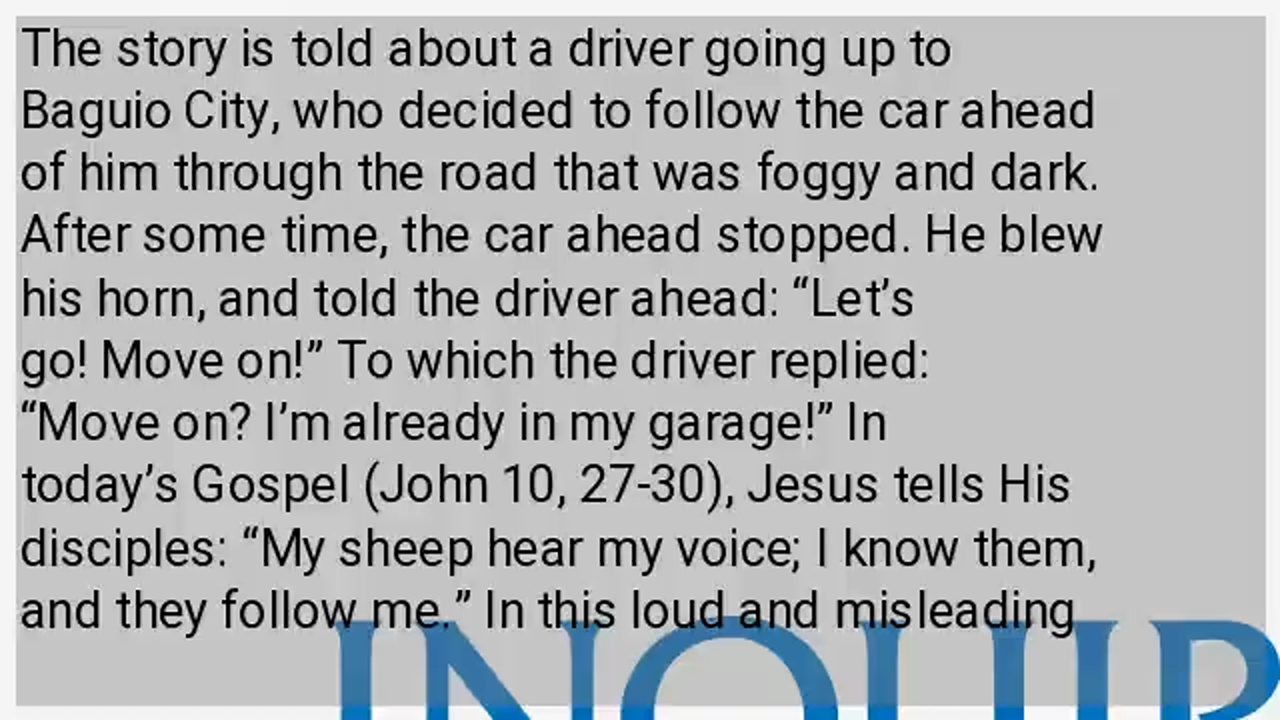 The story is told about a driver going up to
Baguio City, who decided to follow the car ahead
of him through the road that was foggy and dark.
After some time, the car ahead stopped. He blew
his horn, and told the driver ahead: “Let’s
go! Move on!” To which the driver replied:
“Move on? I’m already in my garage!” In
today’s Gospel (John 10, 27-30), Jesus tells His
disciples: “My sheep hear my voice; I know them,
and they follow me.” In this loud and misleading